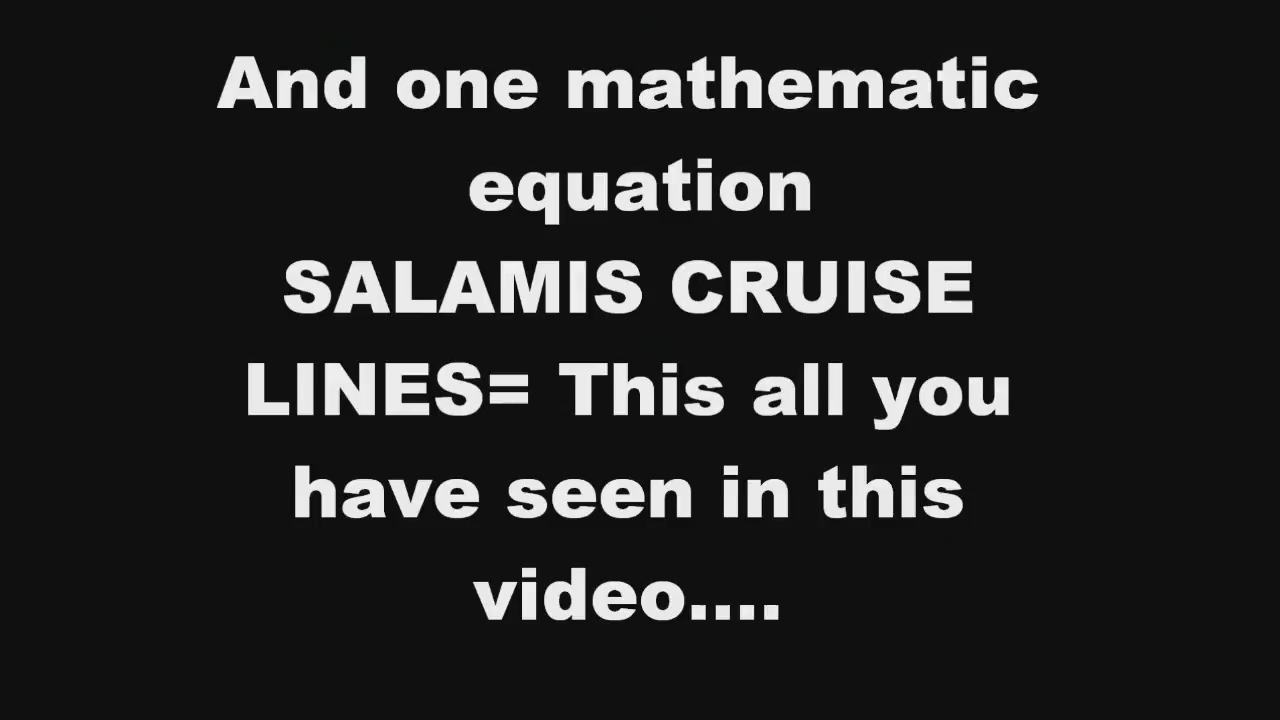 And one mathematic
equation
SALAMIS CRUISE
LINES= This all you
have seen in this
video....